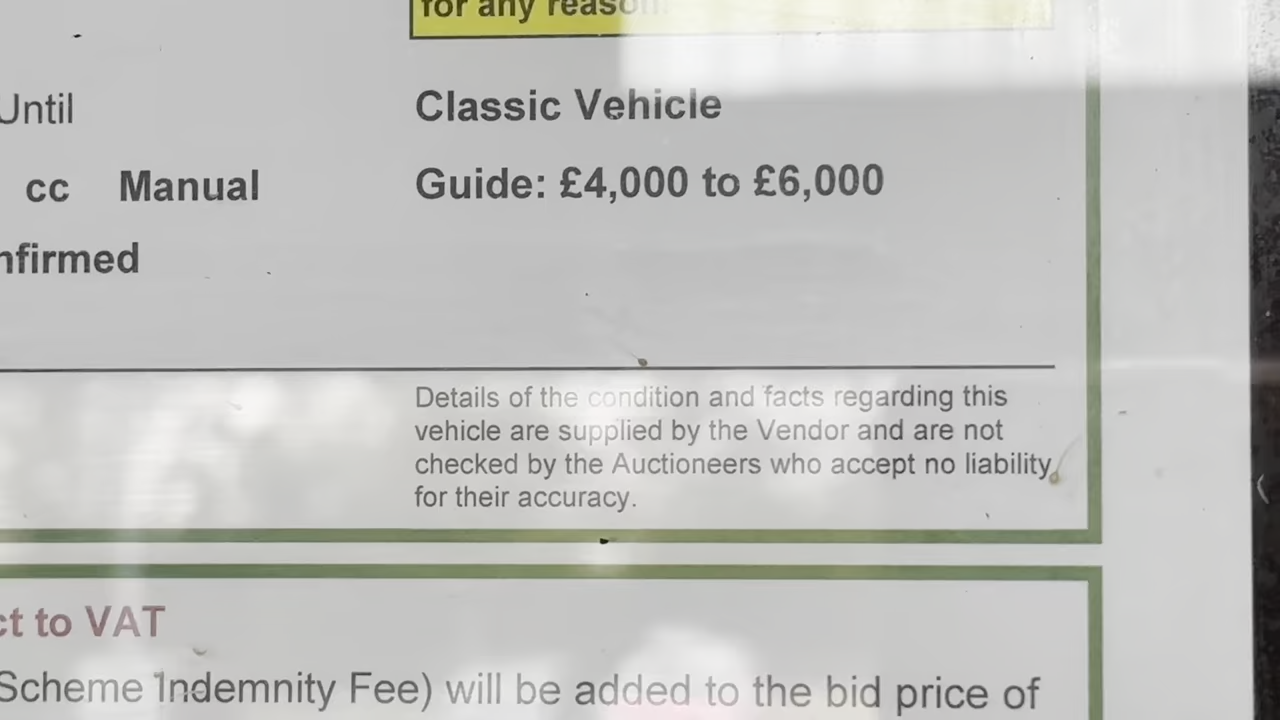 for any reason
Until
Classic Vehicle
cc Manual
Guide: £4,000 to £6,000
nfirmed
Details of the condition and facts regarding this
vehicle are supplied by the Vendor and are not
checked by the Auctioneers who accept no liability
for their accuracy.
ct to VAT
Scheme Indemnity Fee) will be added to the bid price of